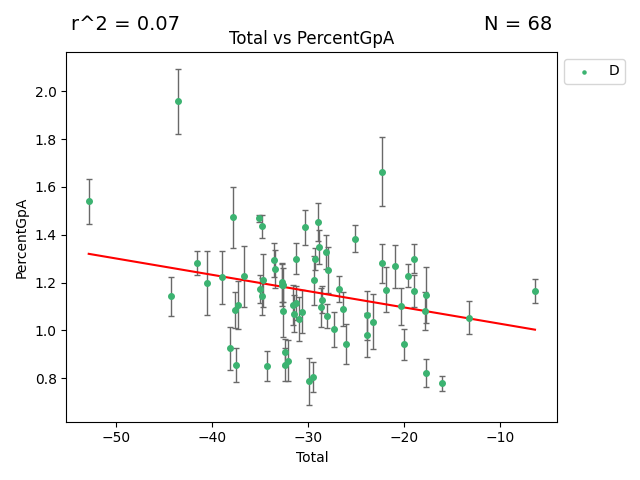 r^2 = 0.07 N = 68
Total vs PercentGpA
D
PercentGpA
2.0
1.8
1.6
1.4
1.2
1.0
0.8
−50 −40 −30 −20 −10
Total